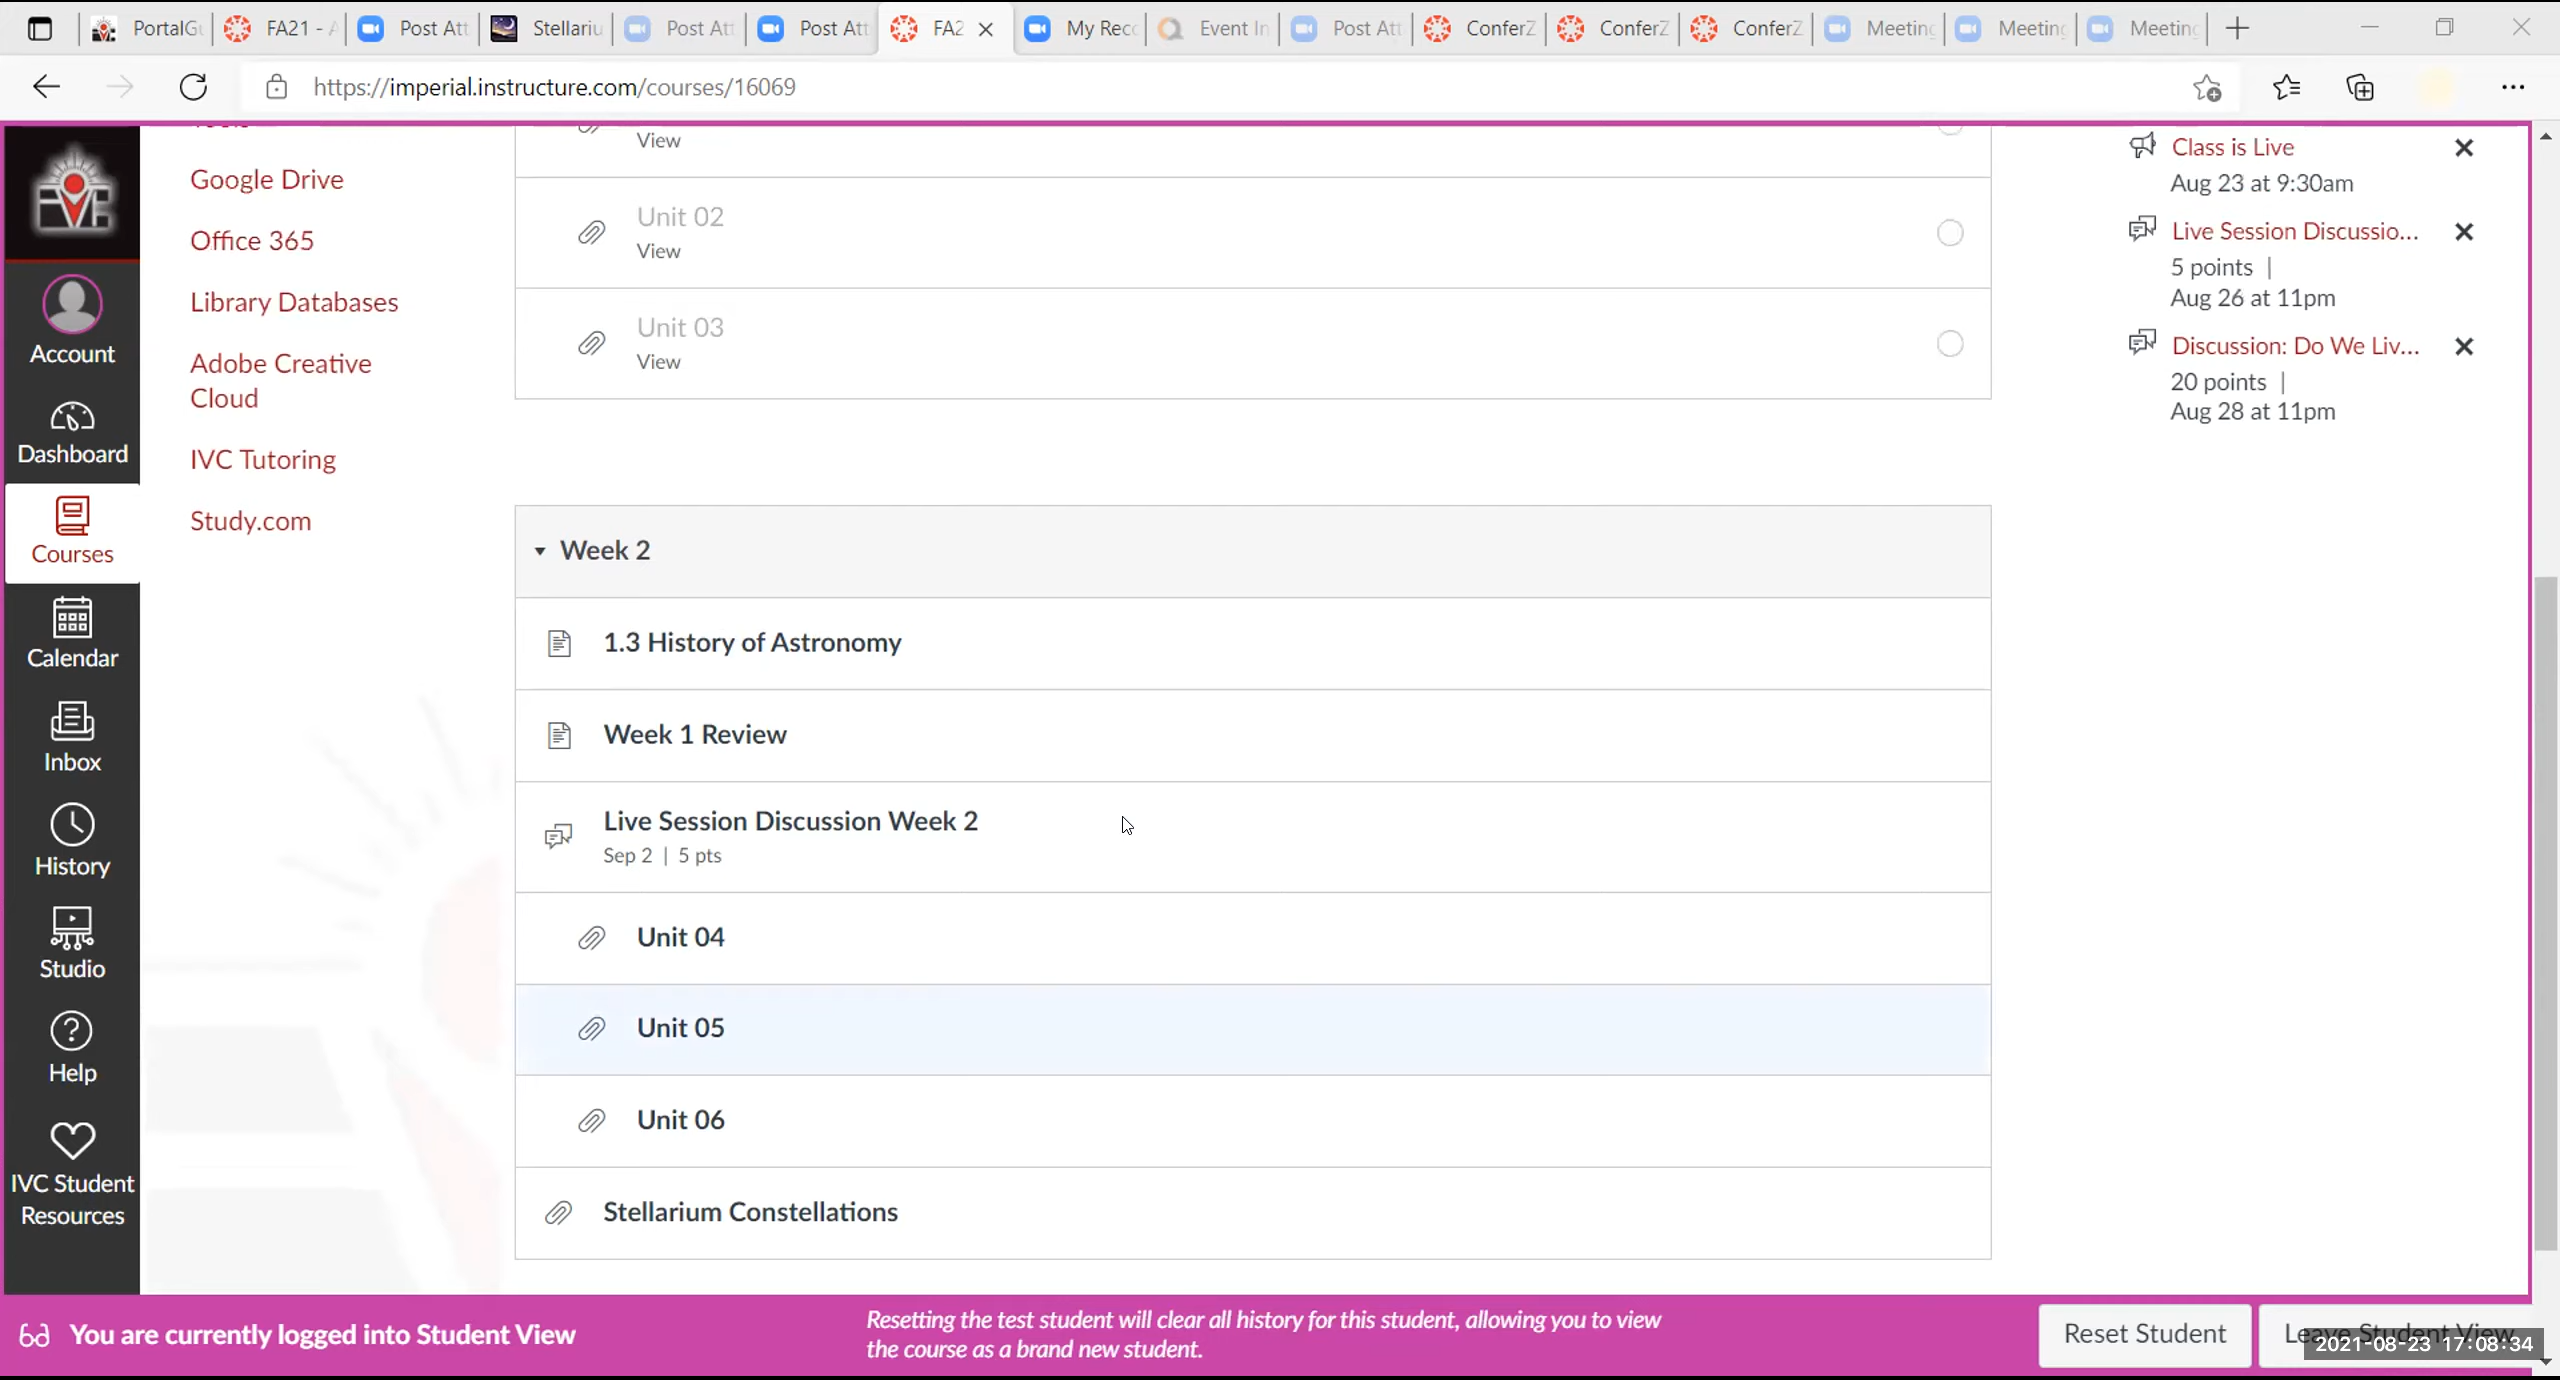 PortalGu
FA21 - A
Post Att
Stellariu
Post Att
Post Att
FA2
My Reco
Event In
Post Att
ConferZ
ConferZ
ConferZ
Meeting
Meeting
Meeting
https://imperial.instructure.com/courses/16069
Account
Dashboard
Courses
Calendar
Inbox
History
Studio
Help
IVC Student
Resources
Google Drive
Office 365
Library Databases
Adobe Creative
Cloud
IVC Tutoring
Study.com
View
Unit 02
View
Unit 03
View
Week 2
1.3 History of Astronomy
Week 1 Review
Live Session Discussion Week 2
Sep 2 | 5 pts
Unit 04
Unit 05
Unit 06
Stellarium Constellations
Class is Live
Aug 23 at 9:30am
Live Session Discussio...
5 points |
Aug 26 at 11pm
Discussion: Do We Liv...
20 points |
Aug 28 at 11pm
You are currently logged into Student View
Resetting the test student will clear all history for this student, allowing you to view
the course as a brand new student.
Reset Student
Leave Student View
2021-08-23 17:08:34